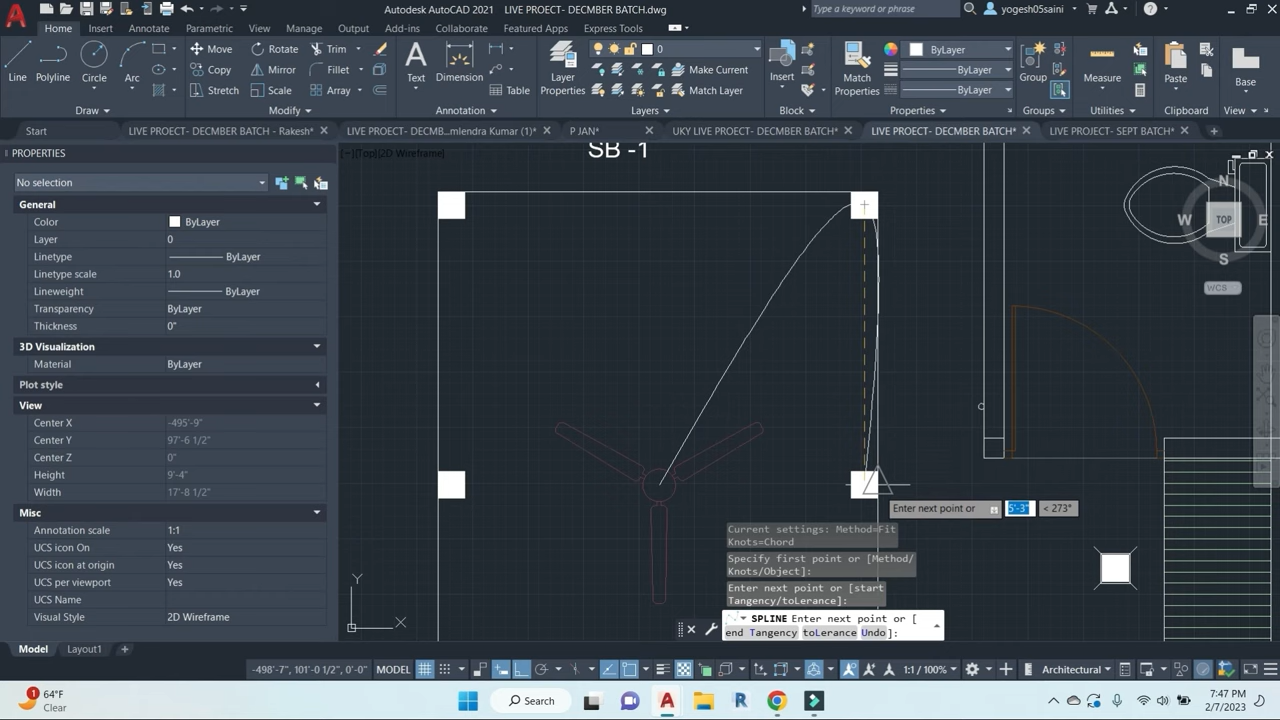 Autodesk AutoCAD 2021 LIVE PROECT- DECMBER BATCH.dwg
Type a keyword or phrase
yogesh05saini
Home Insert Annotate Parametric View Manage Output Add-ins Collaborate Express Tools Featured Apps
0
ByLayer
Line Polyline Circle Arc
Move Rotate Trim
Copy Mirror Fillet
Stretch Scale Array
Text Dimension
Table
Layer Properties
Make Current
Match Layer
Insert
Match Properties
ByLayer
ByLayer
Group
Measure
Paste
Base
Draw Modify Annotation Layers Block Properties Groups Utilities Clipboard View
Start LIVE PROECT- DECMBER BATCH - Rakesh* LIVE PROECT- DECMB...mlendra Kumar (1)* P JAN* UKY LIVE PROECT- DECMBER BATCH* LIVE PROECT- DECMBER BATCH* LIVE PROJECT- SEPT BATCH*
PROPERTIES
[−][Top][2D Wireframe]
SB -1
No selection
General
Color ByLayer
Layer 0
Linetype ByLayer
Linetype scale 1.0
Lineweight ByLayer
Transparency ByLayer
Thickness 0"
3D Visualization
Material ByLayer
Plot style
View
Center X -495'-9"
Center Y 97'-6 1/2"
Center Z 0"
Height 9'-4"
Width 17'-8 1/2"
Misc
Annotation scale 1:1
UCS icon On Yes
UCS icon at origin Yes
UCS per viewport Yes
UCS Name
Visual Style 2D Wireframe
N
W TOP E
S
WCS
Enter next point or 5'-3" < 273°
Current settings: Method=Fit
Knots=Chord
Specify first point or [Method/
Knots/Object]:
Enter next point or [start
Tangency/toLerance]:
SPLINE Enter next point or [
end Tangency toLerance Undo]:
Y
X
Model Layout1
-498'-7", 101'-0 1/2", 0'-0" MODEL 1:1 / 100% Architectural
1
64°F
Clear
Search
7:47 PM
2/7/2023